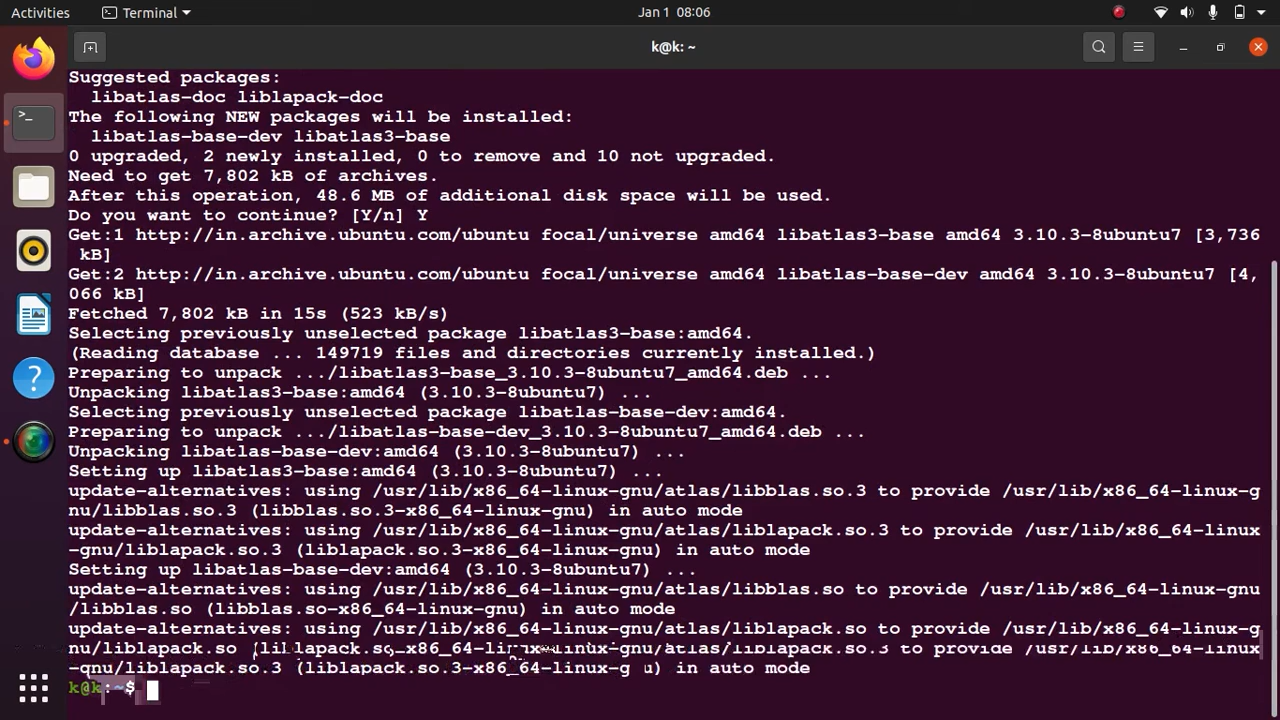 Activities
Terminal
Jan 1 08:06
k@k: ~
Suggested packages:
libatlas-doc liblapack-doc
The following NEW packages will be installed:
libatlas-base-dev libatlas3-base
0 upgraded, 2 newly installed, 0 to remove and 10 not upgraded.
Need to get 7,802 kB of archives.
After this operation, 48.6 MB of additional disk space will be used.
Do you want to continue? [Y/n] Y
Get:1 http://in.archive.ubuntu.com/ubuntu focal/universe amd64 libatlas3-base amd64 3.10.3-8ubuntu7 [3,736
kB]
Get:2 http://in.archive.ubuntu.com/ubuntu focal/universe amd64 libatlas-base-dev amd64 3.10.3-8ubuntu7 [4,
066 kB]
Fetched 7,802 kB in 15s (523 kB/s)
Selecting previously unselected package libatlas3-base:amd64.
(Reading database ... 149719 files and directories currently installed.)
Preparing to unpack .../libatlas3-base_3.10.3-8ubuntu7_amd64.deb ...
Unpacking libatlas3-base:amd64 (3.10.3-8ubuntu7) ...
Selecting previously unselected package libatlas-base-dev:amd64.
Preparing to unpack .../libatlas-base-dev_3.10.3-8ubuntu7_amd64.deb ...
Unpacking libatlas-base-dev:amd64 (3.10.3-8ubuntu7) ...
Setting up libatlas3-base:amd64 (3.10.3-8ubuntu7) ...
update-alternatives: using /usr/lib/x86_64-linux-gnu/atlas/libblas.so.3 to provide /usr/lib/x86_64-linux-g
nu/libblas.so.3 (libblas.so.3-x86_64-linux-gnu) in auto mode
update-alternatives: using /usr/lib/x86_64-linux-gnu/atlas/liblapack.so.3 to provide /usr/lib/x86_64-linux
-gnu/liblapack.so.3 (liblapack.so.3-x86_64-linux-gnu) in auto mode
Setting up libatlas-base-dev:amd64 (3.10.3-8ubuntu7) ...
update-alternatives: using /usr/lib/x86_64-linux-gnu/atlas/libblas.so to provide /usr/lib/x86_64-linux-gnu
/libblas.so (libblas.so-x86_64-linux-gnu) in auto mode
update-alternatives: using /usr/lib/x86_64-linux-gnu/atlas/liblapack.so to provide /usr/lib/x86_64-linux-g
nu/liblapack.so to provide /usr/lib/x86_64-linux
-gnu/liblapack.so.3 (liblapack.so.3-x86_64-linux-g u) in auto mode
k@k:~$